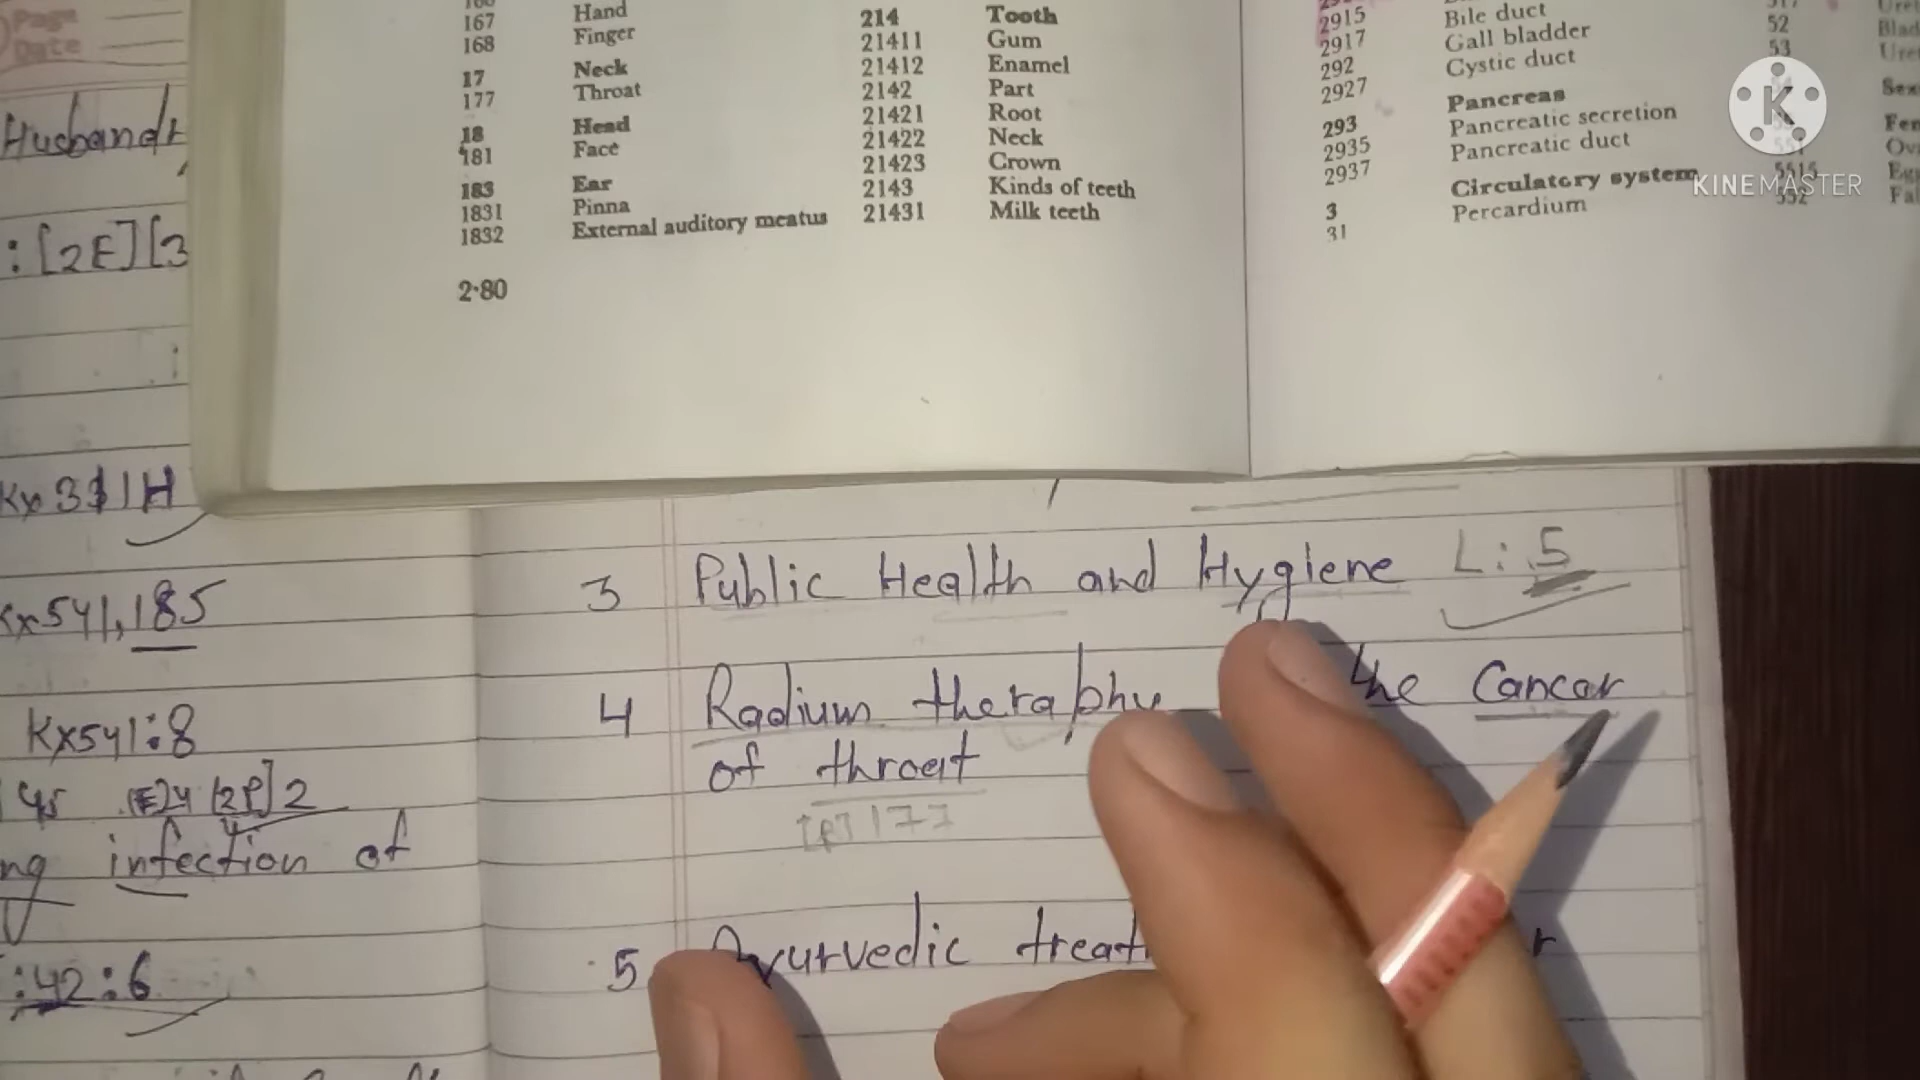 Page
Date
Husband
: [2E] [3
Kx3$1H
Kx541,185
Kx541:8
infection of
:42:6
167 Hand
168 Finger
17 Neck
177 Throat
18 Head
181 Face
183 Ear
1831 Pinna
1832 External auditory meatus
2·80
214 Tooth
21411 Gum
21412 Enamel
2142 Part
21421 Root
21422 Neck
21423 Crown
2143 Kinds of teeth
21431 Milk teeth
2915 Bile duct
2917 Gall bladder
292 Cystic duct
2927
Pancreas
293 Pancreatic secretion
2935 Pancreatic duct
2937
Circulatory system
3 Percardium
31
52
53
552
KINEMASTER
3 Public Health and Hygiene L:5
4 Radium theraphy the Cancer
of throat
[P] 177
5 Ayurvedic treat